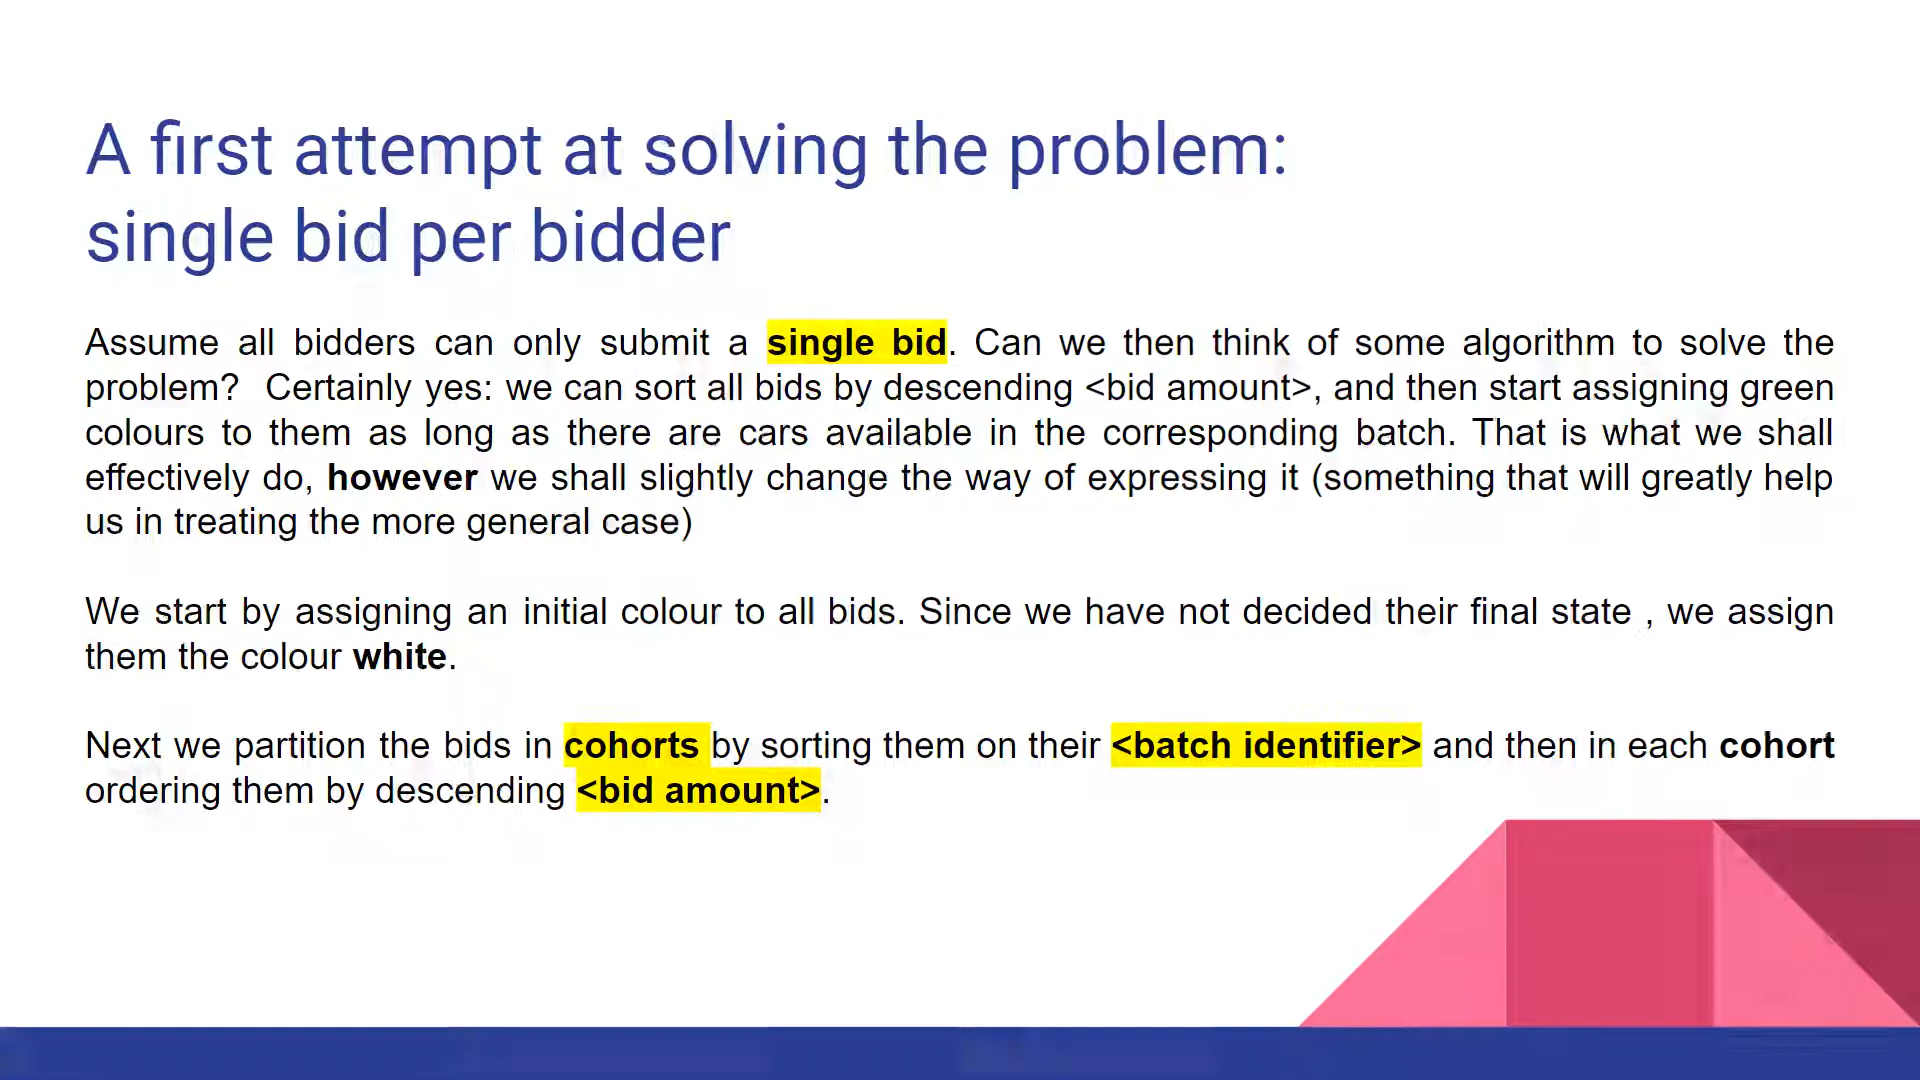 A first attempt at solving the problem:
single bid per bidder
Assume all bidders can only submit a single bid. Can we then think of some algorithm to solve the
problem? Certainly yes: we can sort all bids by descending <bid amount>, and then start assigning green
colours to them as long as there are cars available in the corresponding batch. That is what we shall
effectively do, however we shall slightly change the way of expressing it (something that will greatly help
us in treating the more general case)
We start by assigning an initial colour to all bids. Since we have not decided their final state , we assign
them the colour white.
Next we partition the bids in cohorts by sorting them on their <batch identifier> and then in each cohort
ordering them by descending <bid amount>.